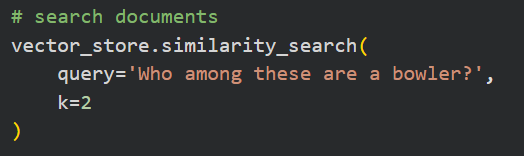 # search documents
vector_store.similarity_search(
    query='Who among these are a bowler?',
    k=2
)